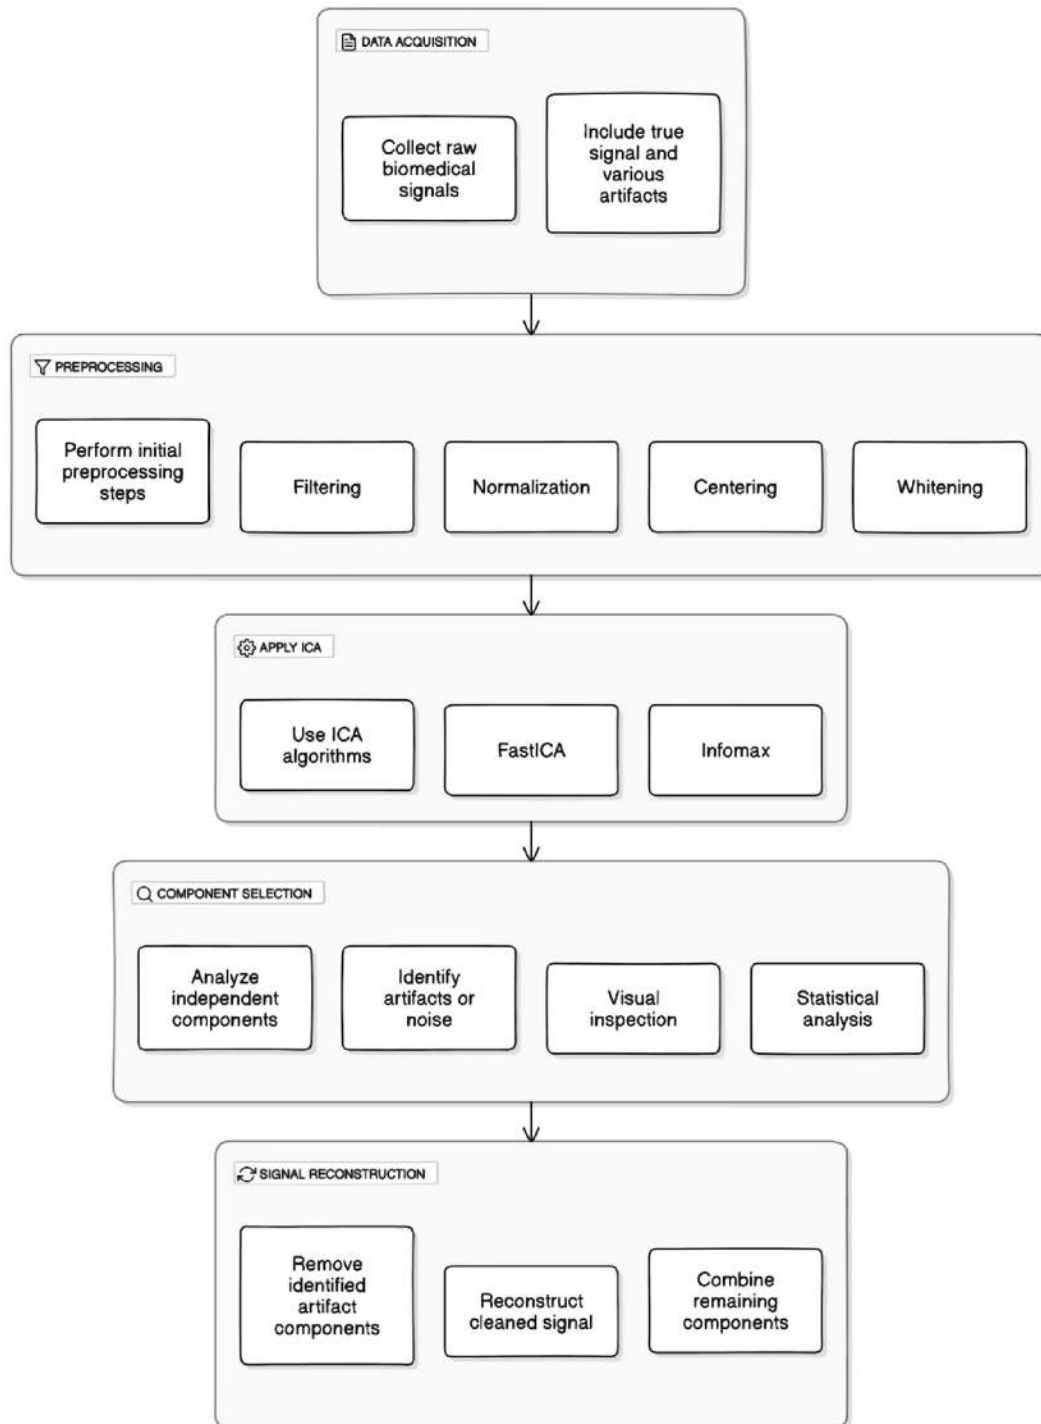 DATA ACQUISITION
Collect raw
biomedical
signals
Include true
signal and
various
artifacts
PREPROCESSING
Perform initial
preprocessing
steps
Filtering
Normalization
Centering
Whitening
APPLY ICA
Use ICA
algorithms
FastICA
Infomax
COMPONENT SELECTION
Analyze
independent
components
Identify
artifacts or
noise
Visual
inspection
Statistical
analysis
SIGNAL RECONSTRUCTION
Remove
identified
artifact
components
Reconstruct
cleaned signal
Combine
remaining
components